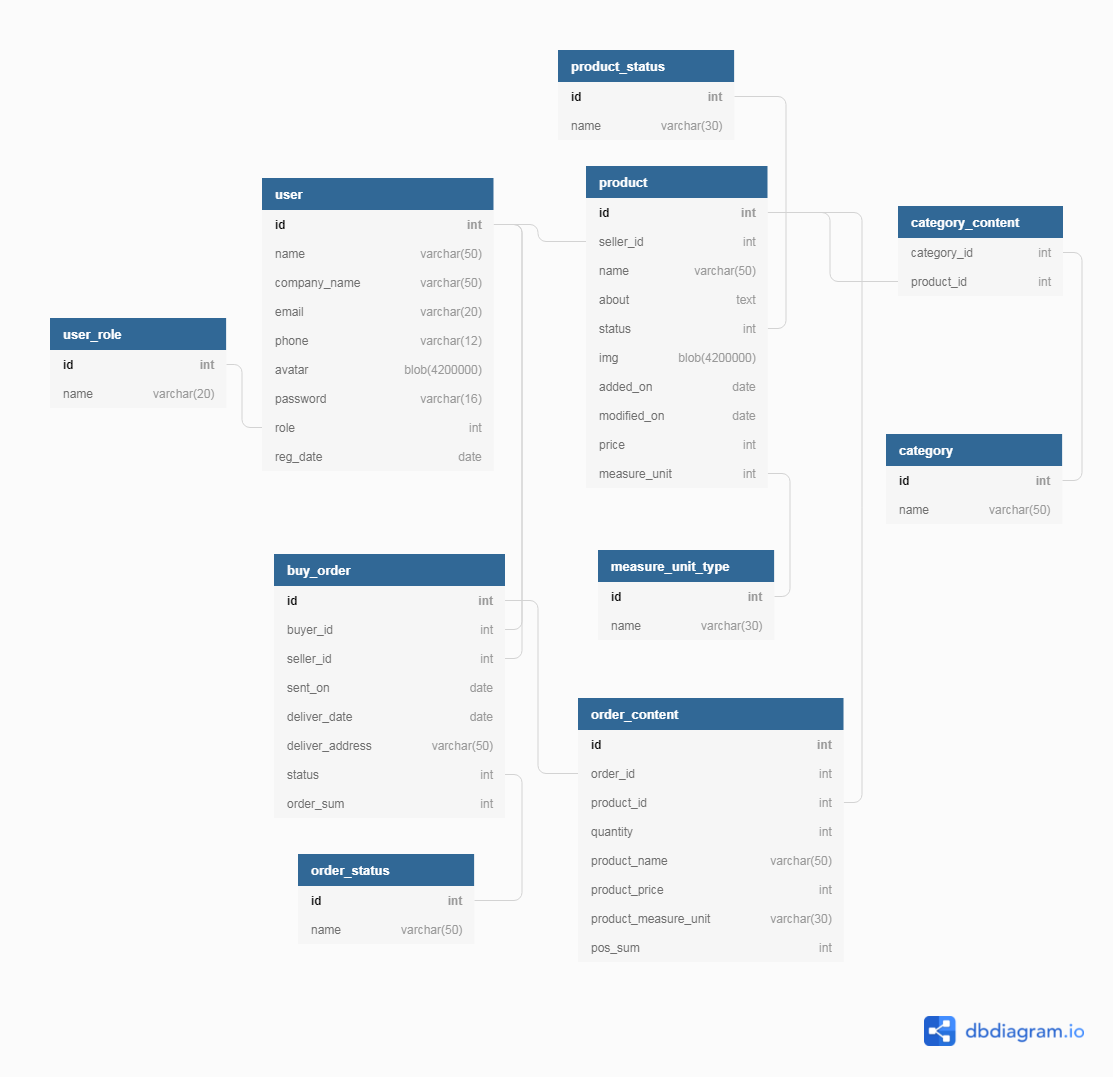 product_status
id int
name varchar(30)
product
id int
seller_id int
name varchar(50)
about text
status int
img blob(4200000)
added_on date
modified_on date
price int
measure_unit int
user
id int
name varchar(50)
company_name varchar(50)
email varchar(20)
phone varchar(12)
avatar blob(4200000)
password varchar(16)
role int
reg_date date
category_content
category_id int
product_id int
user_role
id int
name varchar(20)
category
id int
name varchar(50)
buy_order
id int
buyer_id int
seller_id int
sent_on date
deliver_date date
deliver_address varchar(50)
status int
order_sum int
measure_unit_type
id int
name varchar(30)
order_content
id int
order_id int
product_id int
quantity int
product_name varchar(50)
product_price int
product_measure_unit varchar(30)
pos_sum int
order_status
id int
name varchar(50)
dbdiagram.io